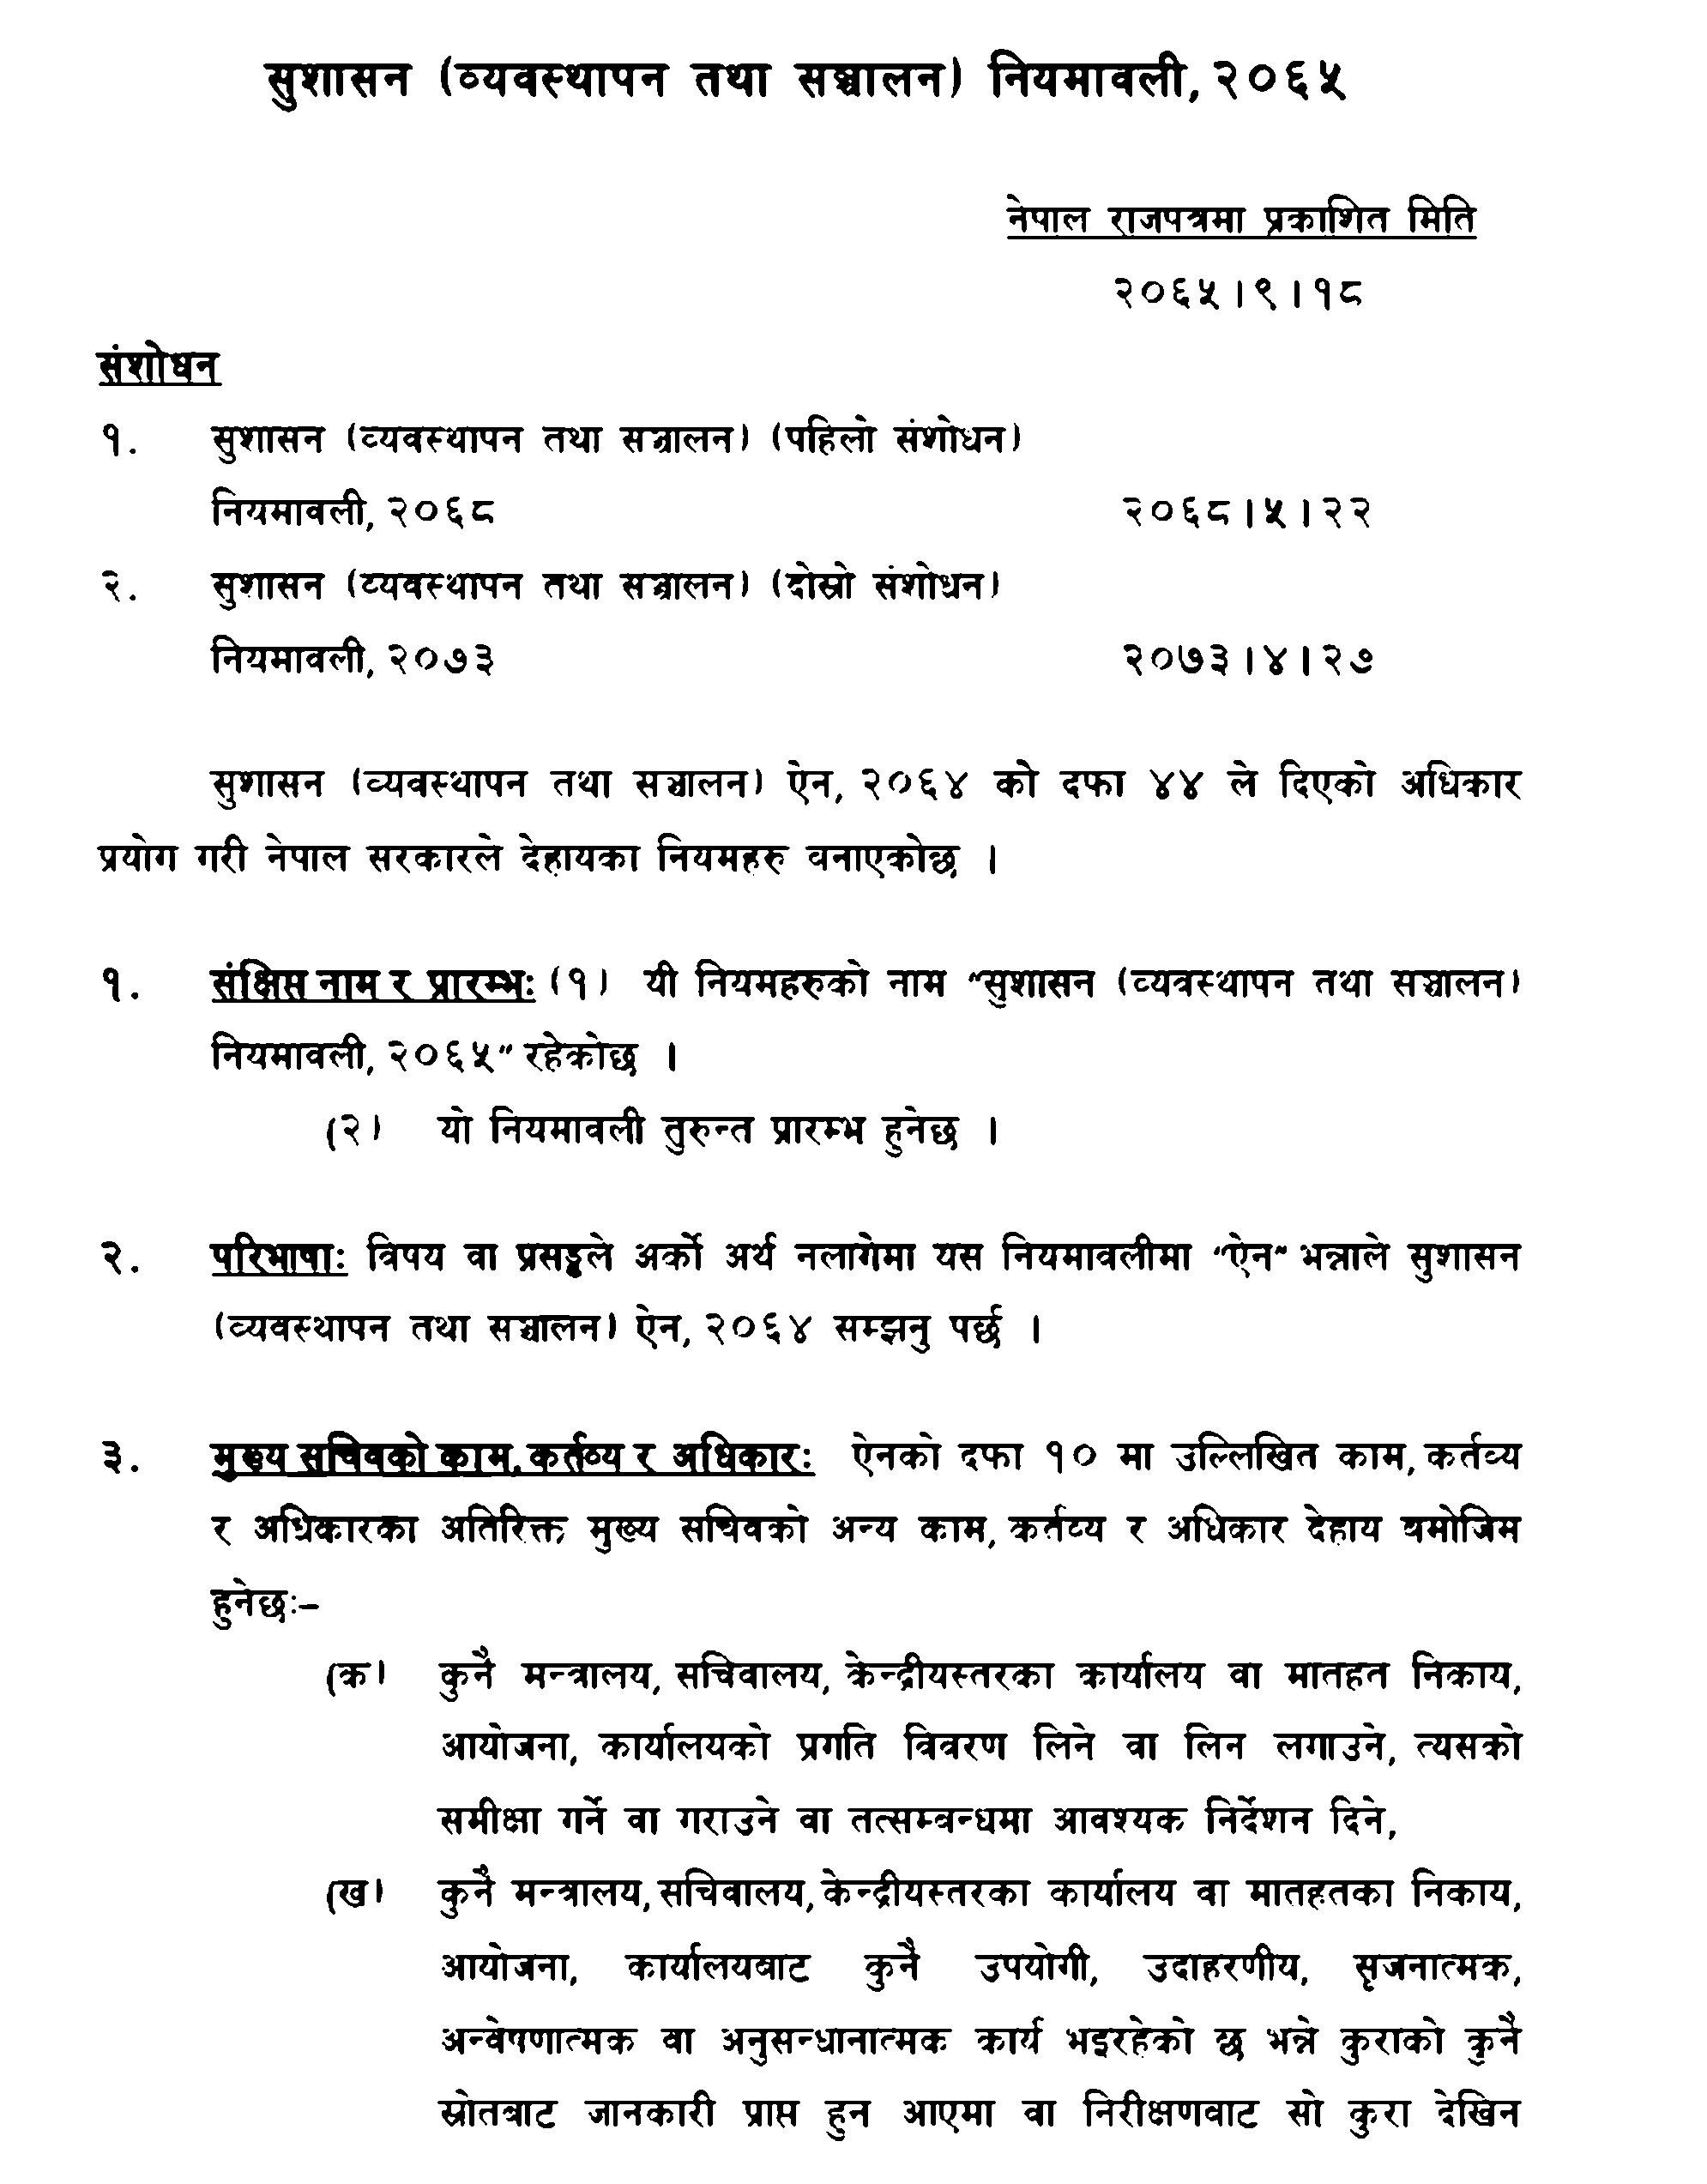 सुशासन (व्यवस्थापन तथा सञ्चालन) नियमावली, २०६५
नेपाल राजपत्रमा प्रकाशित मिति
२०६५।९।१८
संशोधन
१. सुशासन (व्यवस्थापन तथा सञ्चालन) (पहिलो संशोधन)
नियमावली, २०६८ २०६८।५।२२
२. सुशासन (व्यवस्थापन तथा सञ्चालन) (दोस्रो संशोधन)
नियमावली, २०७३ २०७३।४।२७
सुशासन (व्यवस्थापन तथा सञ्चालन) ऐन, २०६४ को दफा ४४ ले दिएको अधिकार
प्रयोग गरी नेपाल सरकारले देहायका नियमहरु बनाएकोछ ।
१. संक्षिप्त नाम र प्रारम्भः (१) यी नियमहरुको नाम "सुशासन (व्यवस्थापन तथा सञ्चालन)
नियमावली, २०६५" रहेकोछ ।
(२) यो नियमावली तुरुन्त प्रारम्भ हुनेछ ।
२. परिभाषाः विषय वा प्रसङ्गले अर्को अर्थ नलागेमा यस नियमावलीमा "ऐन" भन्नाले सुशासन
(व्यवस्थापन तथा सञ्चालन) ऐन, २०६४ सम्झनु पर्छ ।
३. मुख्य सचिवको काम, कर्तव्य र अधिकारः ऐनको दफा १० मा उल्लिखित काम, कर्तव्य
र अधिकारका अतिरिक्त मुख्य सचिवको अन्य काम, कर्तव्य र अधिकार देहाय बमोजिम
हुनेछः–
(क) कुनै मन्त्रालय, सचिवालय, केन्द्रीयस्तरका कार्यालय वा मातहत निकाय,
आयोजना, कार्यालयको प्रगति विवरण लिने वा लिन लगाउने, त्यसको
समीक्षा गर्ने वा गराउने वा तत्सम्बन्धमा आवश्यक निर्देशन दिने,
(ख) कुनै मन्त्रालय, सचिवालय, केन्द्रीयस्तरका कार्यालय वा मातहतका निकाय,
आयोजना, कार्यालयबाट कुनै उपयोगी, उदाहरणीय, सृजनात्मक,
अन्वेषणात्मक वा अनुसन्धानात्मक कार्य भइरहेको छ भन्ने कुराको कुनै
स्रोतबाट जानकारी प्राप्त हुन आएमा वा निरीक्षणबाट सो कुरा देखिन